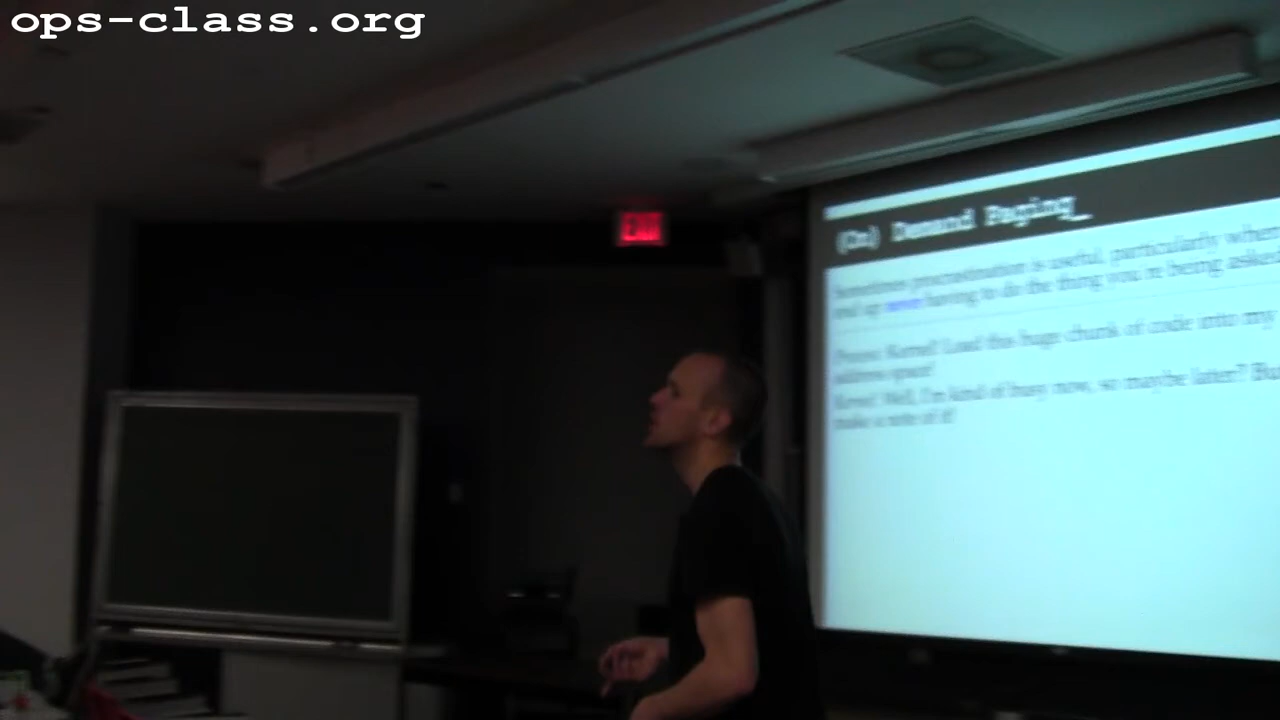 ops-class.org
EXIT
(On) Demand Paging_
Sometimes procrastination is useful, particularly when
end up never having to do the thing you're being asked
Process: Kernel! Load this huge chunk of code into my
address space!
Kernel: Well, I'm kind of busy now, so maybe later? But
make a note of it!